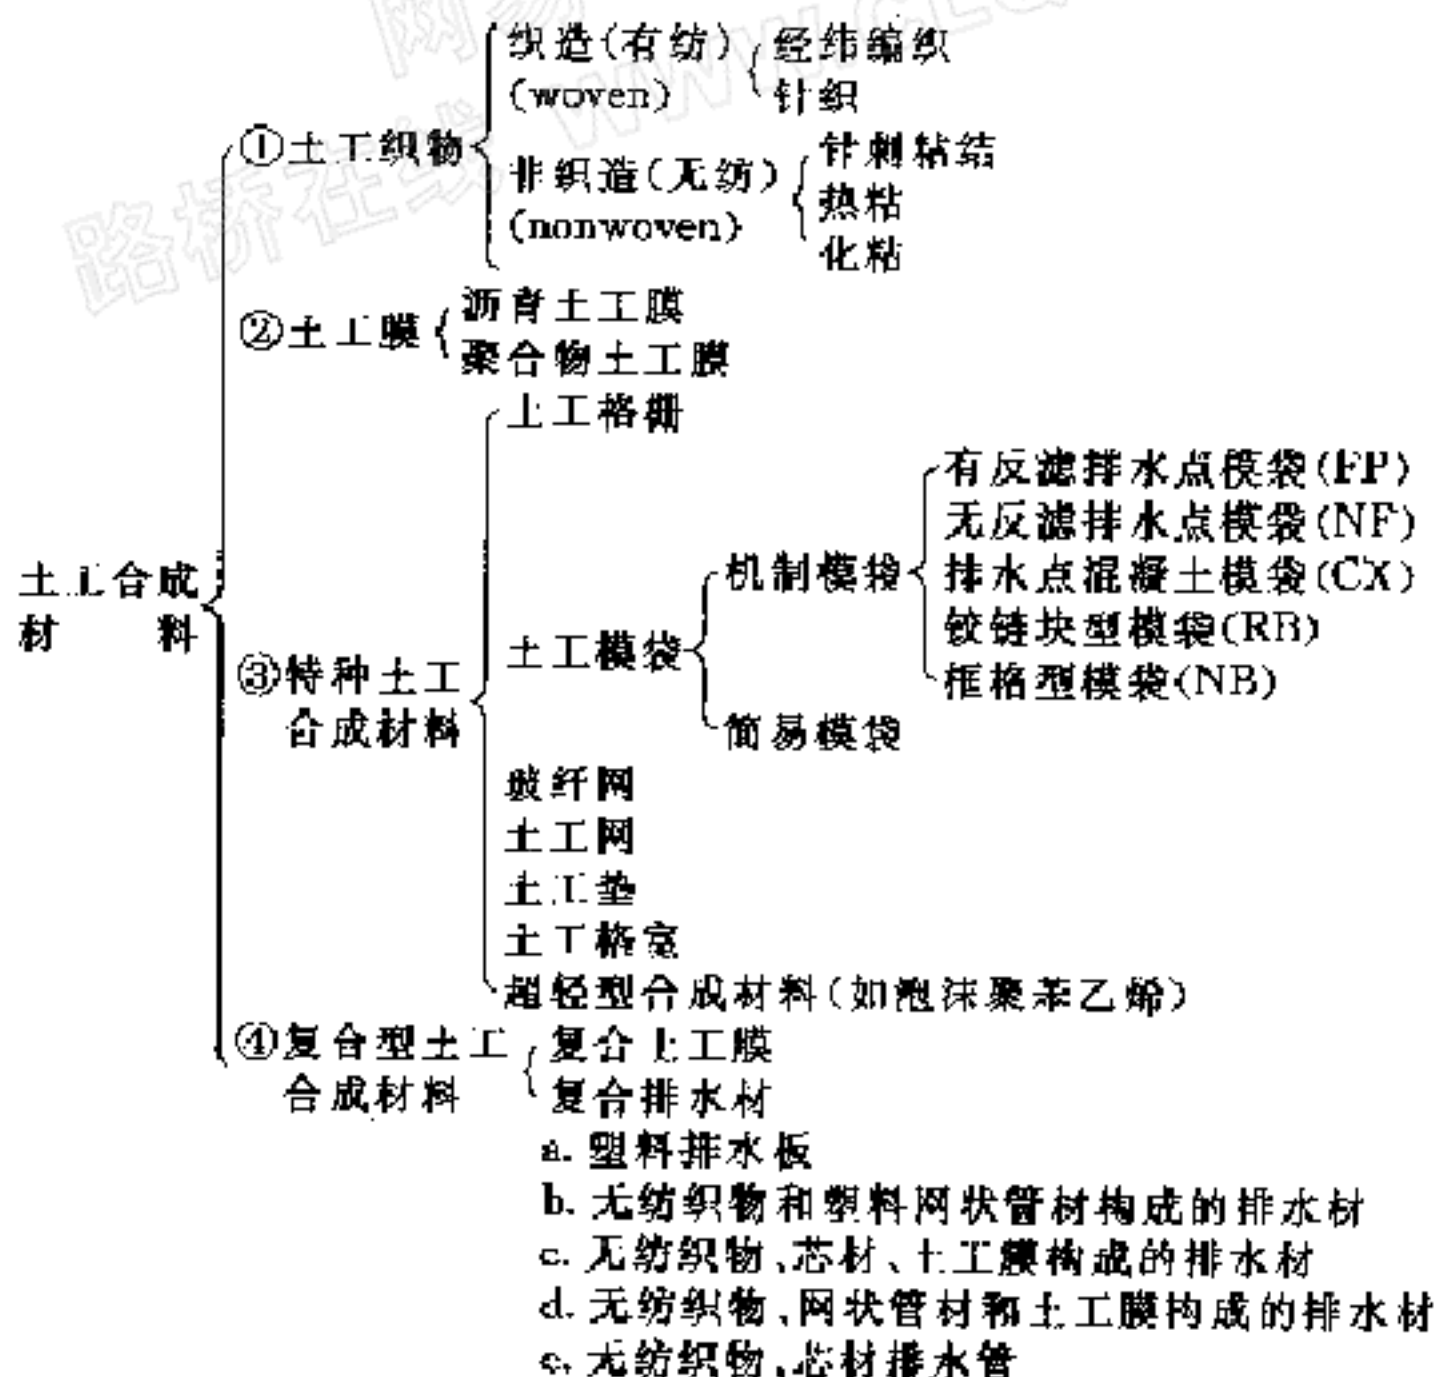 网易
路桥在线 WWW.CLU
织造(有纺)
(woven)
经纬编织
针织
①土工织物
非织造(无纺)
(nonwoven)
针刺粘结
热粘
化粘
②土工膜
沥青土工膜
聚合物土工膜
土工合成
材料
③特种土工
合成材料
土工格栅
土工模袋
机制模袋
有反滤排水点模袋(FP)
无反滤排水点模袋(NF)
排水点混凝土模袋(CX)
铰链块型模袋(RB)
框格型模袋(NB)
简易模袋
玻纤网
土工网
土工垫
土工格室
超轻型合成材料(如泡沫聚苯乙烯)
④复合型土工
合成材料
复合土工膜
复合排水材
a. 塑料排水板
b. 无纺织物和塑料网状管材构成的排水材
c. 无纺织物、芯材、土工膜构成的排水材
d. 无纺织物、网状管材和土工膜构成的排水材
e. 无纺织物、芯材排水管